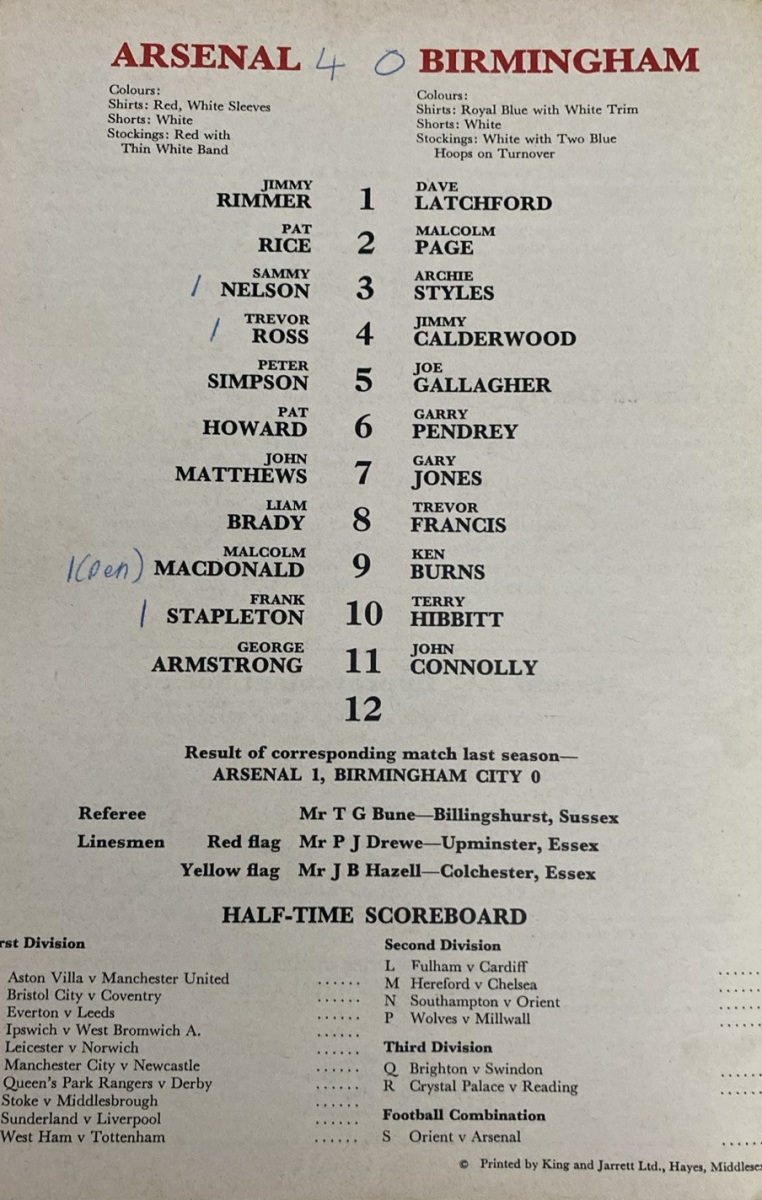 ARSENAL 4 0 BIRMINGHAM
Colours:
Shirts: Red, White Sleeves
Shorts: White
Stockings: Red with
Thin White Band
Colours:
Shirts: Royal Blue with White Trim
Shorts: White
Stockings: White with Two Blue
Hoops on Turnover
JIMMY DAVE
RIMMER 1 LATCHFORD
PAT MALCOLM
RICE 2 PAGE
SAMMY ARCHIE
/ NELSON 3 STYLES
TREVOR JIMMY
/ ROSS 4 CALDERWOOD
PETER JOE
SIMPSON 5 GALLAGHER
PAT GARRY
HOWARD 6 PENDREY
JOHN GARY
MATTHEWS 7 JONES
LIAM TREVOR
BRADY 8 FRANCIS
MALCOLM KEN
1(pen) MACDONALD 9 BURNS
FRANK TERRY
| STAPLETON 10 HIBBITT
GEORGE JOHN
ARMSTRONG 11 CONNOLLY
12
Result of corresponding match last season—
ARSENAL 1, BIRMINGHAM CITY 0
Referee Mr T G Bune—Billingshurst, Sussex
Linesmen Red flag Mr P J Drewe—Upminster, Essex
Yellow flag Mr J B Hazell—Colchester, Essex
HALF-TIME SCOREBOARD
rst Division
Aston Villa v Manchester United ......
Bristol City v Coventry ......
Everton v Leeds ......
Ipswich v West Bromwich A. ......
Leicester v Norwich ......
Manchester City v Newcastle ......
Queen's Park Rangers v Derby ......
Stoke v Middlesbrough ......
Sunderland v Liverpool ......
West Ham v Tottenham ......
Second Division
L Fulham v Cardiff ......
M Hereford v Chelsea ......
N Southampton v Orient ......
P Wolves v Millwall ......
Third Division
Q Brighton v Swindon ......
R Crystal Palace v Reading ......
Football Combination
S Orient v Arsenal ......
© Printed by King and Jarrett Ltd., Hayes, Middlese